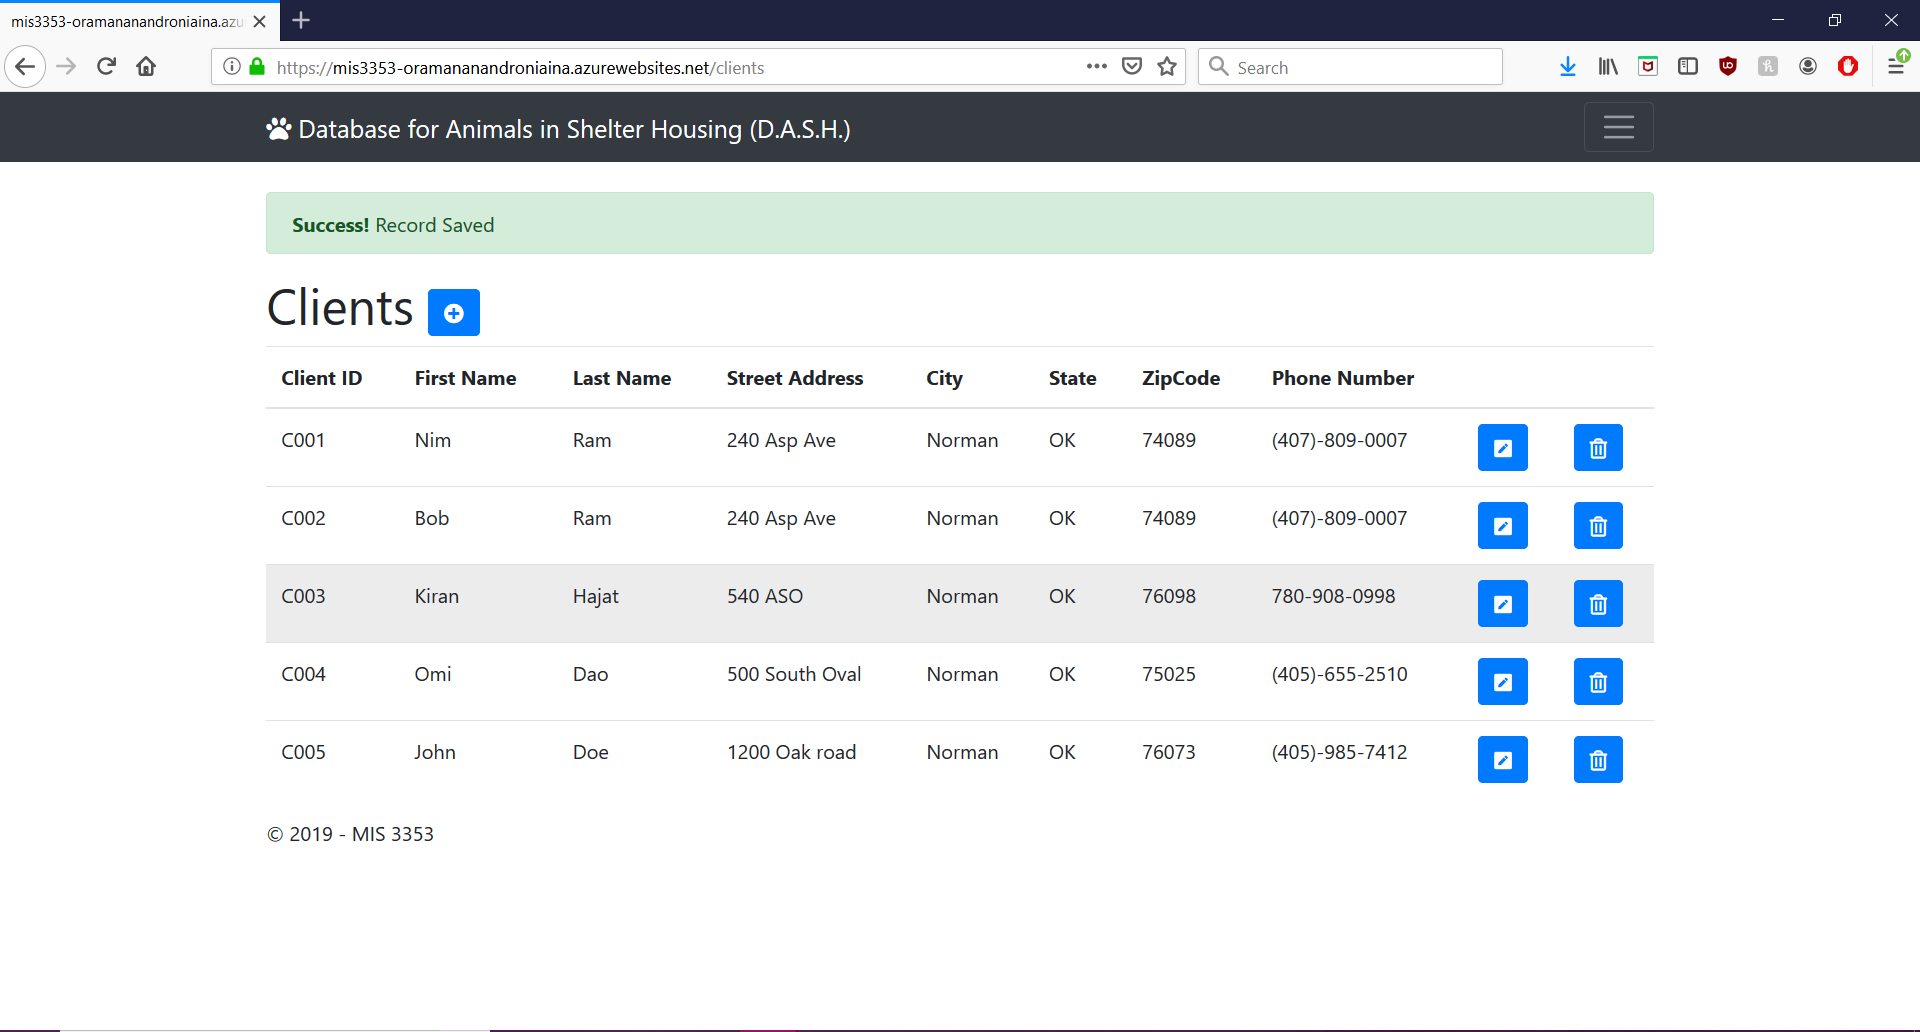 mis3353-oramananandroniaina.azu
https://mis3353-oramananandroniaina.azurewebsites.net/clients
Search
Database for Animals in Shelter Housing (D.A.S.H.)
Success! Record Saved
Clients
Client ID First Name Last Name Street Address City State ZipCode Phone Number
C001 Nim Ram 240 Asp Ave Norman OK 74089 (407)-809-0007
C002 Bob Ram 240 Asp Ave Norman OK 74089 (407)-809-0007
C003 Kiran Hajat 540 ASO Norman OK 76098 780-908-0998
C004 Omi Dao 500 South Oval Norman OK 75025 (405)-655-2510
C005 John Doe 1200 Oak road Norman OK 76073 (405)-985-7412
© 2019 - MIS 3353